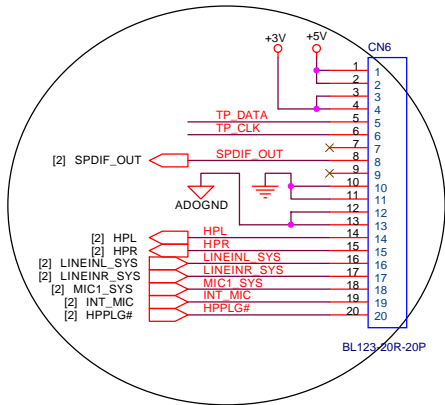 +3V
+5V
CN6
1 1
2 2
3 3
4 4
TP_DATA 5 5
TP_CLK 6 6
7 7
[2] SPDIF_OUT SPDIF_OUT 8 8
9 9
10 10
11 11
ADOGND
12 12
13 13
[2] HPL HPL 14 14
[2] HPR HPR 15 15
[2] LINEINL_SYS LINEINL_SYS 16 16
[2] LINEINR_SYS LINEINR_SYS 17 17
[2] MIC1_SYS MIC1_SYS 18 18
[2] INT_MIC INT_MIC 19 19
[2] HPPLG# HPPLG# 20 20
BL123-20R-20P